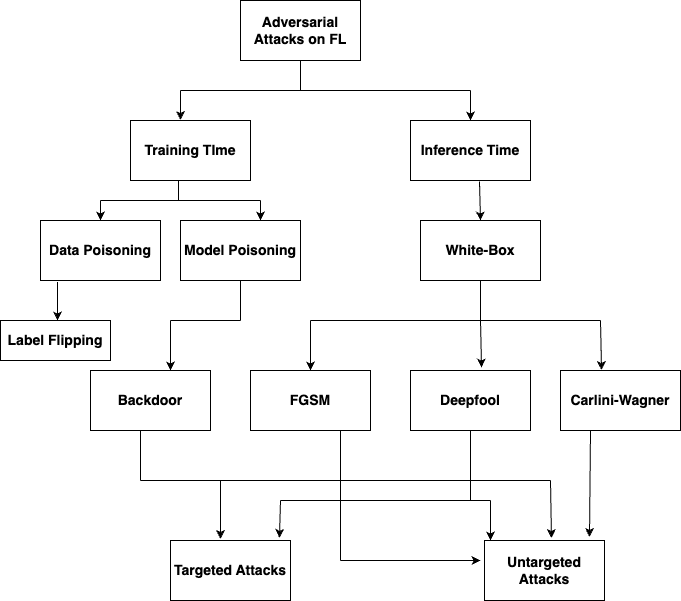 Adversarial
Attacks on FL
Training TIme
Inference Time
Data Poisoning
Model Poisoning
White-Box
Label Flipping
Backdoor
FGSM
Deepfool
Carlini-Wagner
Targeted Attacks
Untargeted
Attacks